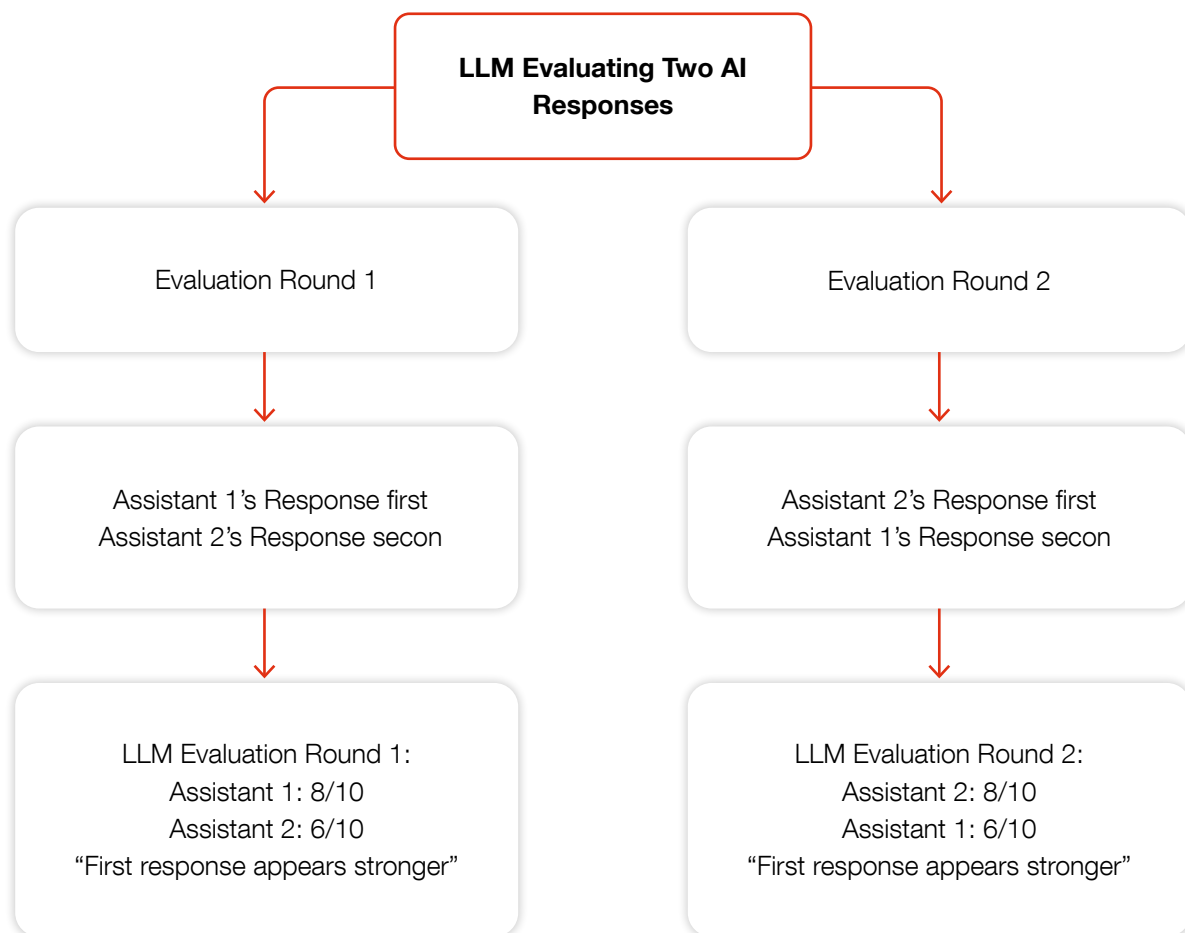 LLM Evaluating Two AI
Responses
Evaluation Round 1
Evaluation Round 2
Assistant 1’s Response first
Assistant 2’s Response secon
Assistant 2’s Response first
Assistant 1’s Response secon
LLM Evaluation Round 1:
Assistant 1: 8/10
Assistant 2: 6/10
“First response appears stronger”
LLM Evaluation Round 2:
Assistant 2: 8/10
Assistant 1: 6/10
“First response appears stronger”